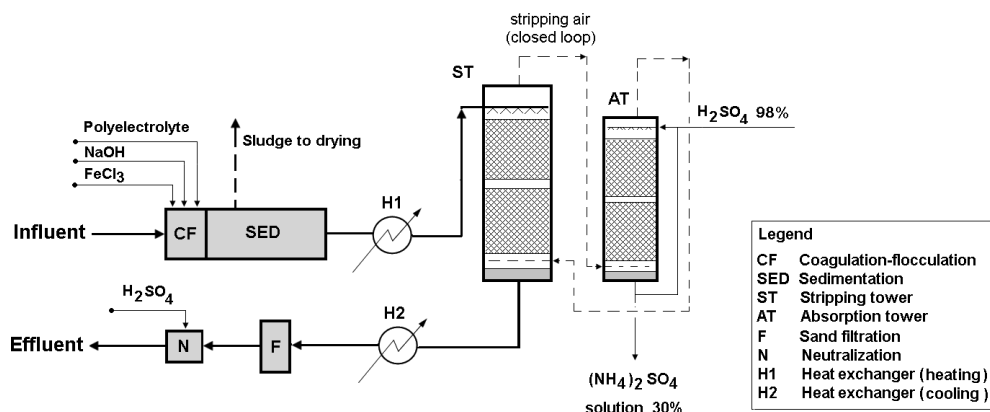 stripping air
(closed loop)
ST
AT
H₂SO₄ 98%
Polyelectrolyte
NaOH
FeCl₃
Sludge to drying
H1
Influent
CF
SED
H₂SO₄
H2
Effluent
N
F
(NH₄)₂ SO₄
solution 30%
Legend
CF Coagulation-flocculation
SED Sedimentation
ST Stripping tower
AT Absorption tower
F Sand filtration
N Neutralization
H1 Heat exchanger (heating)
H2 Heat exchanger (cooling)